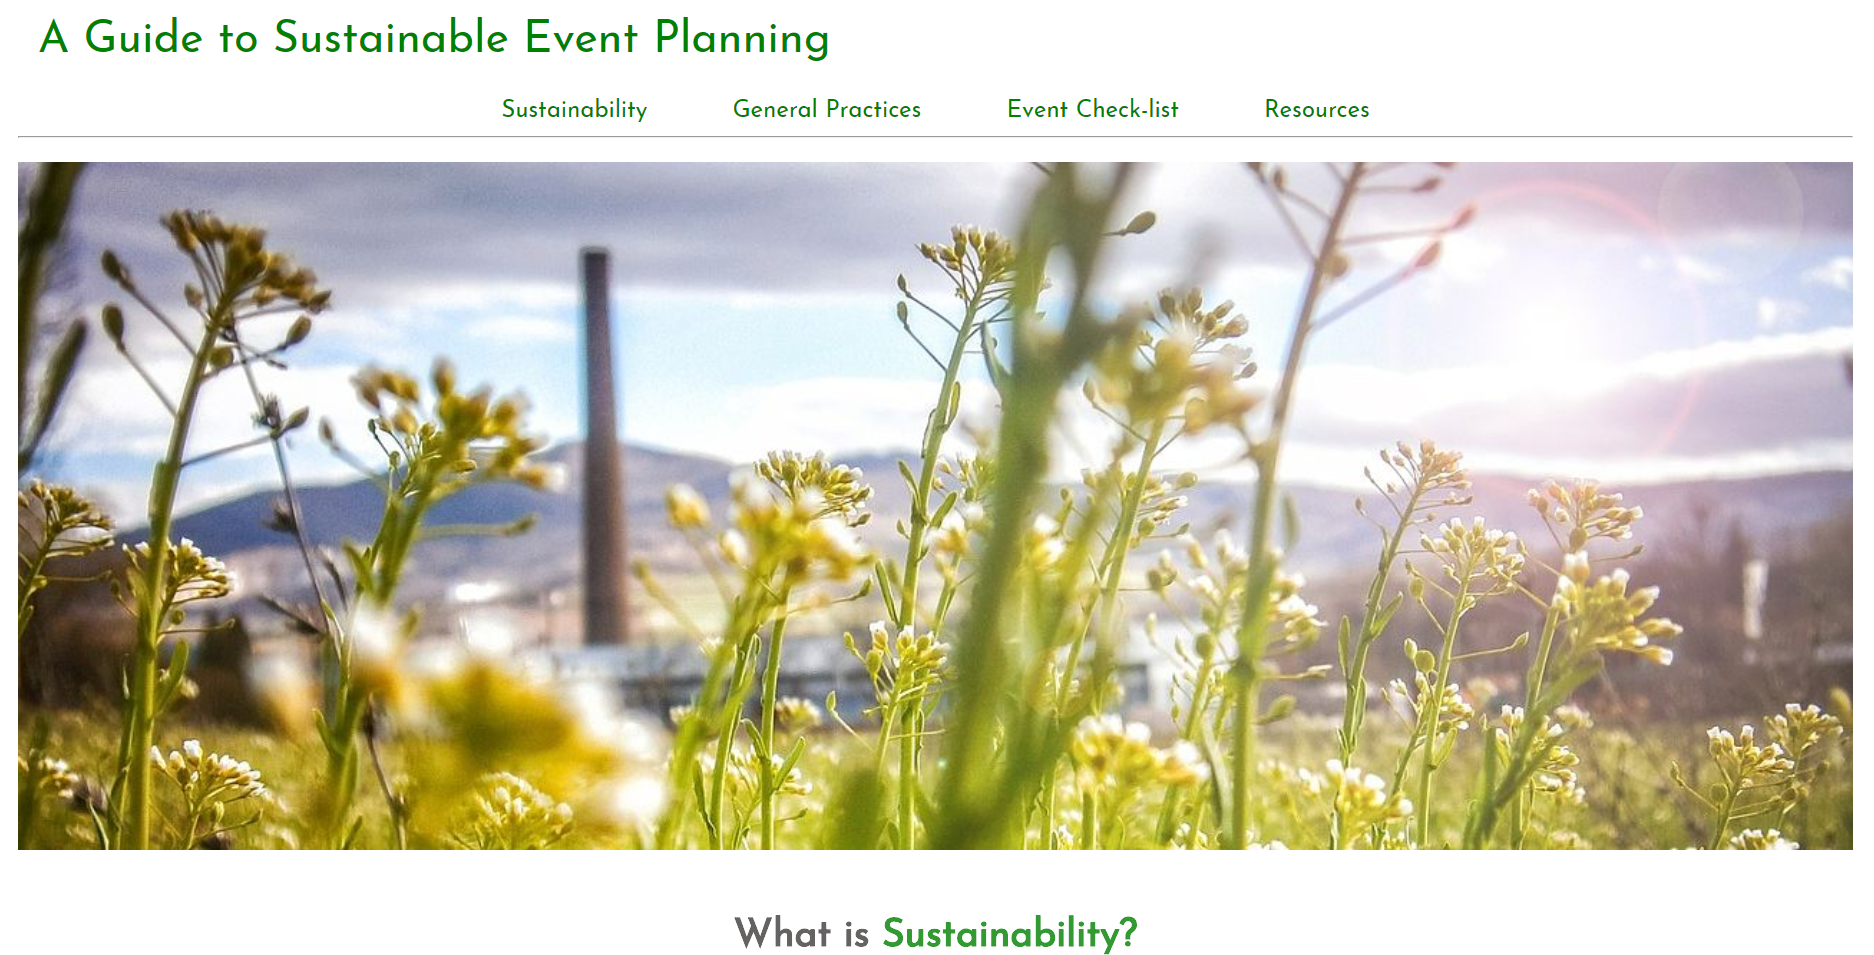 A Guide to Sustainable Event Planning
Sustainability General Practices Event Check-list Resources
What is Sustainability?